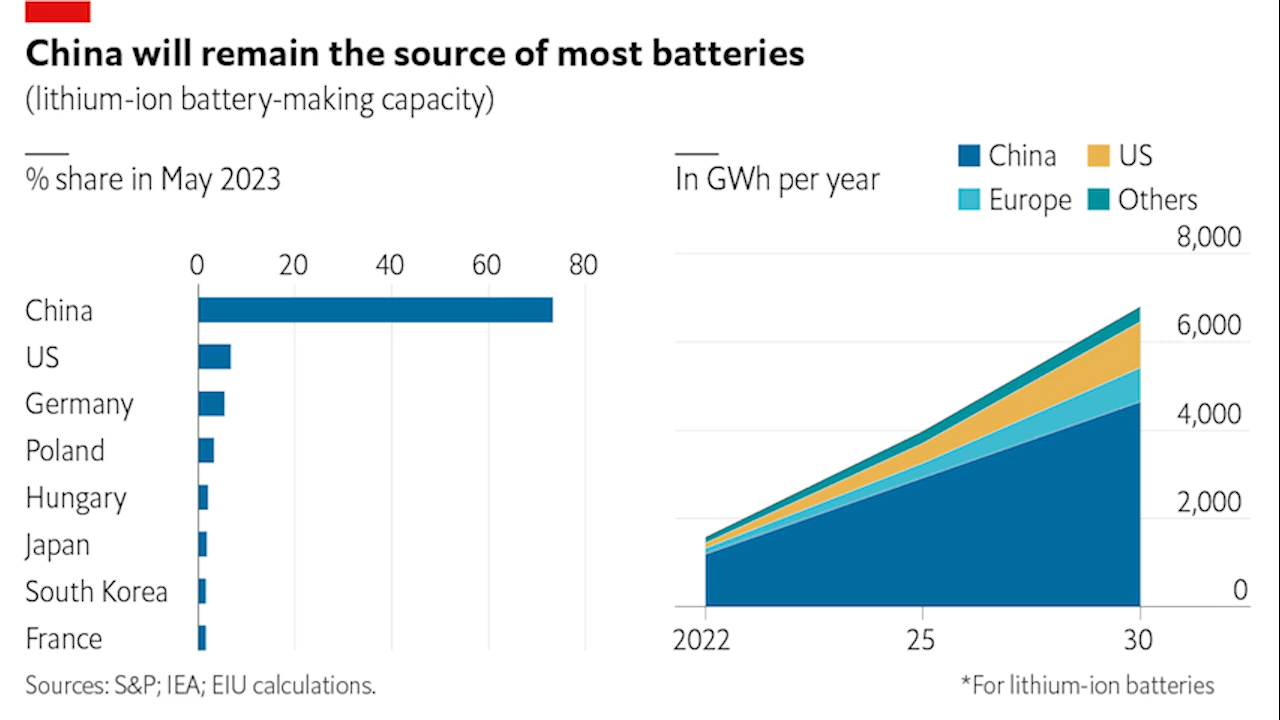 China will remain the source of most batteries
(lithium-ion battery-making capacity)
% share in May 2023
0 20 40 60 80
China
US
Germany
Poland
Hungary
Japan
South Korea
France
In GWh per year
China US
Europe Others
8,000
6,000
4,000
2,000
0
2022 25 30
Sources: S&P; IEA; EIU calculations.
*For lithium-ion batteries